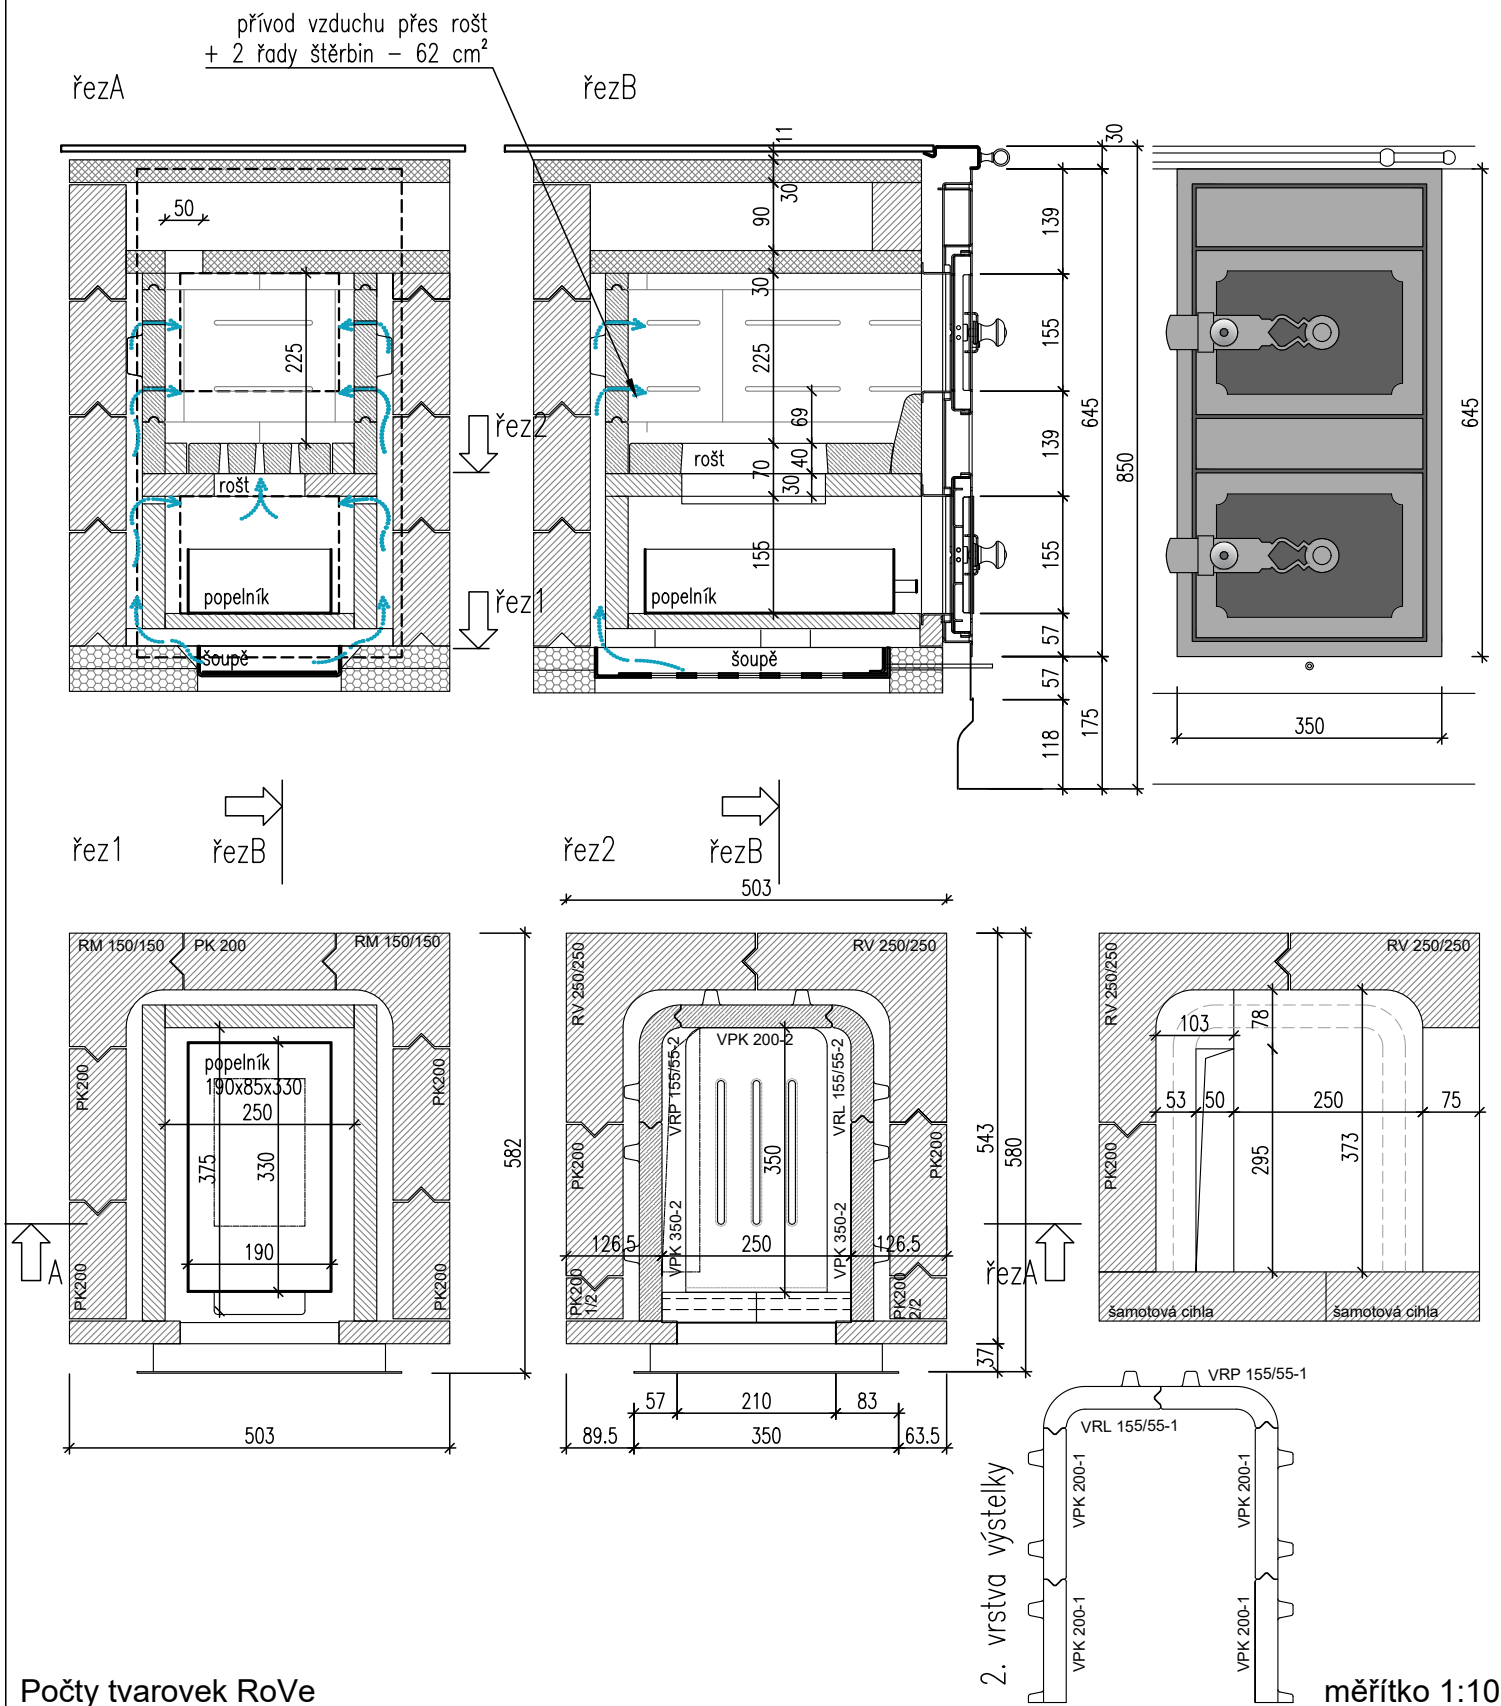 přívod vzduchu přes rošt
+ 2 řady štěrbin – 62 cm²
řezA
řezB
11
30
50
30
90
139
30
225
225
155
155
645
645
850
69
139
řez2
rošt
70
40
rošt
30
155
155
popelník
popelník
řez1
57
šoupě
šoupě
57
118
175
350
řez1
řezB
řez2
řezB
503
RM 150/150
PK 200
RM 150/150
PK200
PK200
popelník
190x85x330
250
375
330
582
190
A
PK200
PK200
503
RV 250/250
RV 250/250
VPK 200-2
VRP 155/55-2
VRL 155/55-2
PK200
PK200
350
543
580
VPK 350-2
VPK 350-2
126.5
250
126.5
řezA
PK200
1/2
PK200
2/2
37
57
210
83
89.5
350
63.5
RV 250/250
RV 250/250
103
78
53
50
250
75
PK200
295
373
šamotová cihla
šamotová cihla
VRP 155/55-1
VRL 155/55-1
VPK 200-1
VPK 200-1
VPK 200-1
VPK 200-1
2. vrstva výstelky
Počty tvarovek RoVe
měřítko 1:10